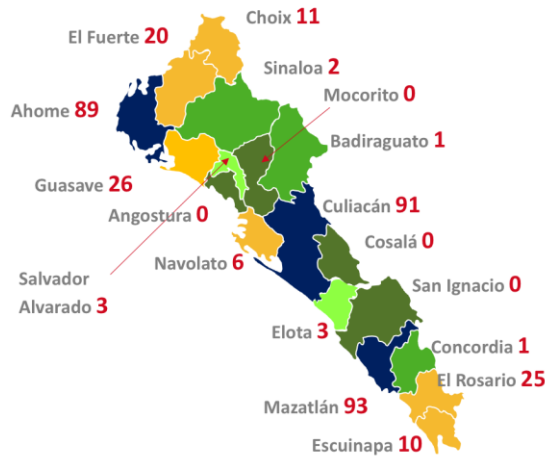 Choix 11
El Fuerte 20
Sinaloa 2
Mocorito 0
Ahome 89
Badiraguato 1
Guasave 26
Culiacán 91
Angostura 0
Cosalá 0
Navolato 6
Salvador
Alvarado 3
San Ignacio 0
Elota 3
Concordia 1
El Rosario 25
Mazatlán 93
Escuinapa 10